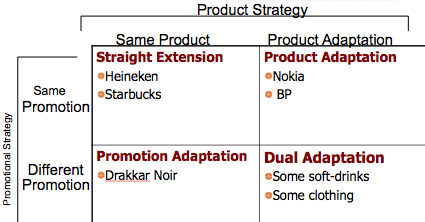 Product Strategy
Same Product
Product Adaptation
Promotional Strategy
Same
Promotion
Straight Extension
Heineken
Starbucks
Product Adaptation
Nokia
BP
Different
Promotion
Promotion Adaptation
Drakkar Noir
Dual Adaptation
Some soft-drinks
Some clothing